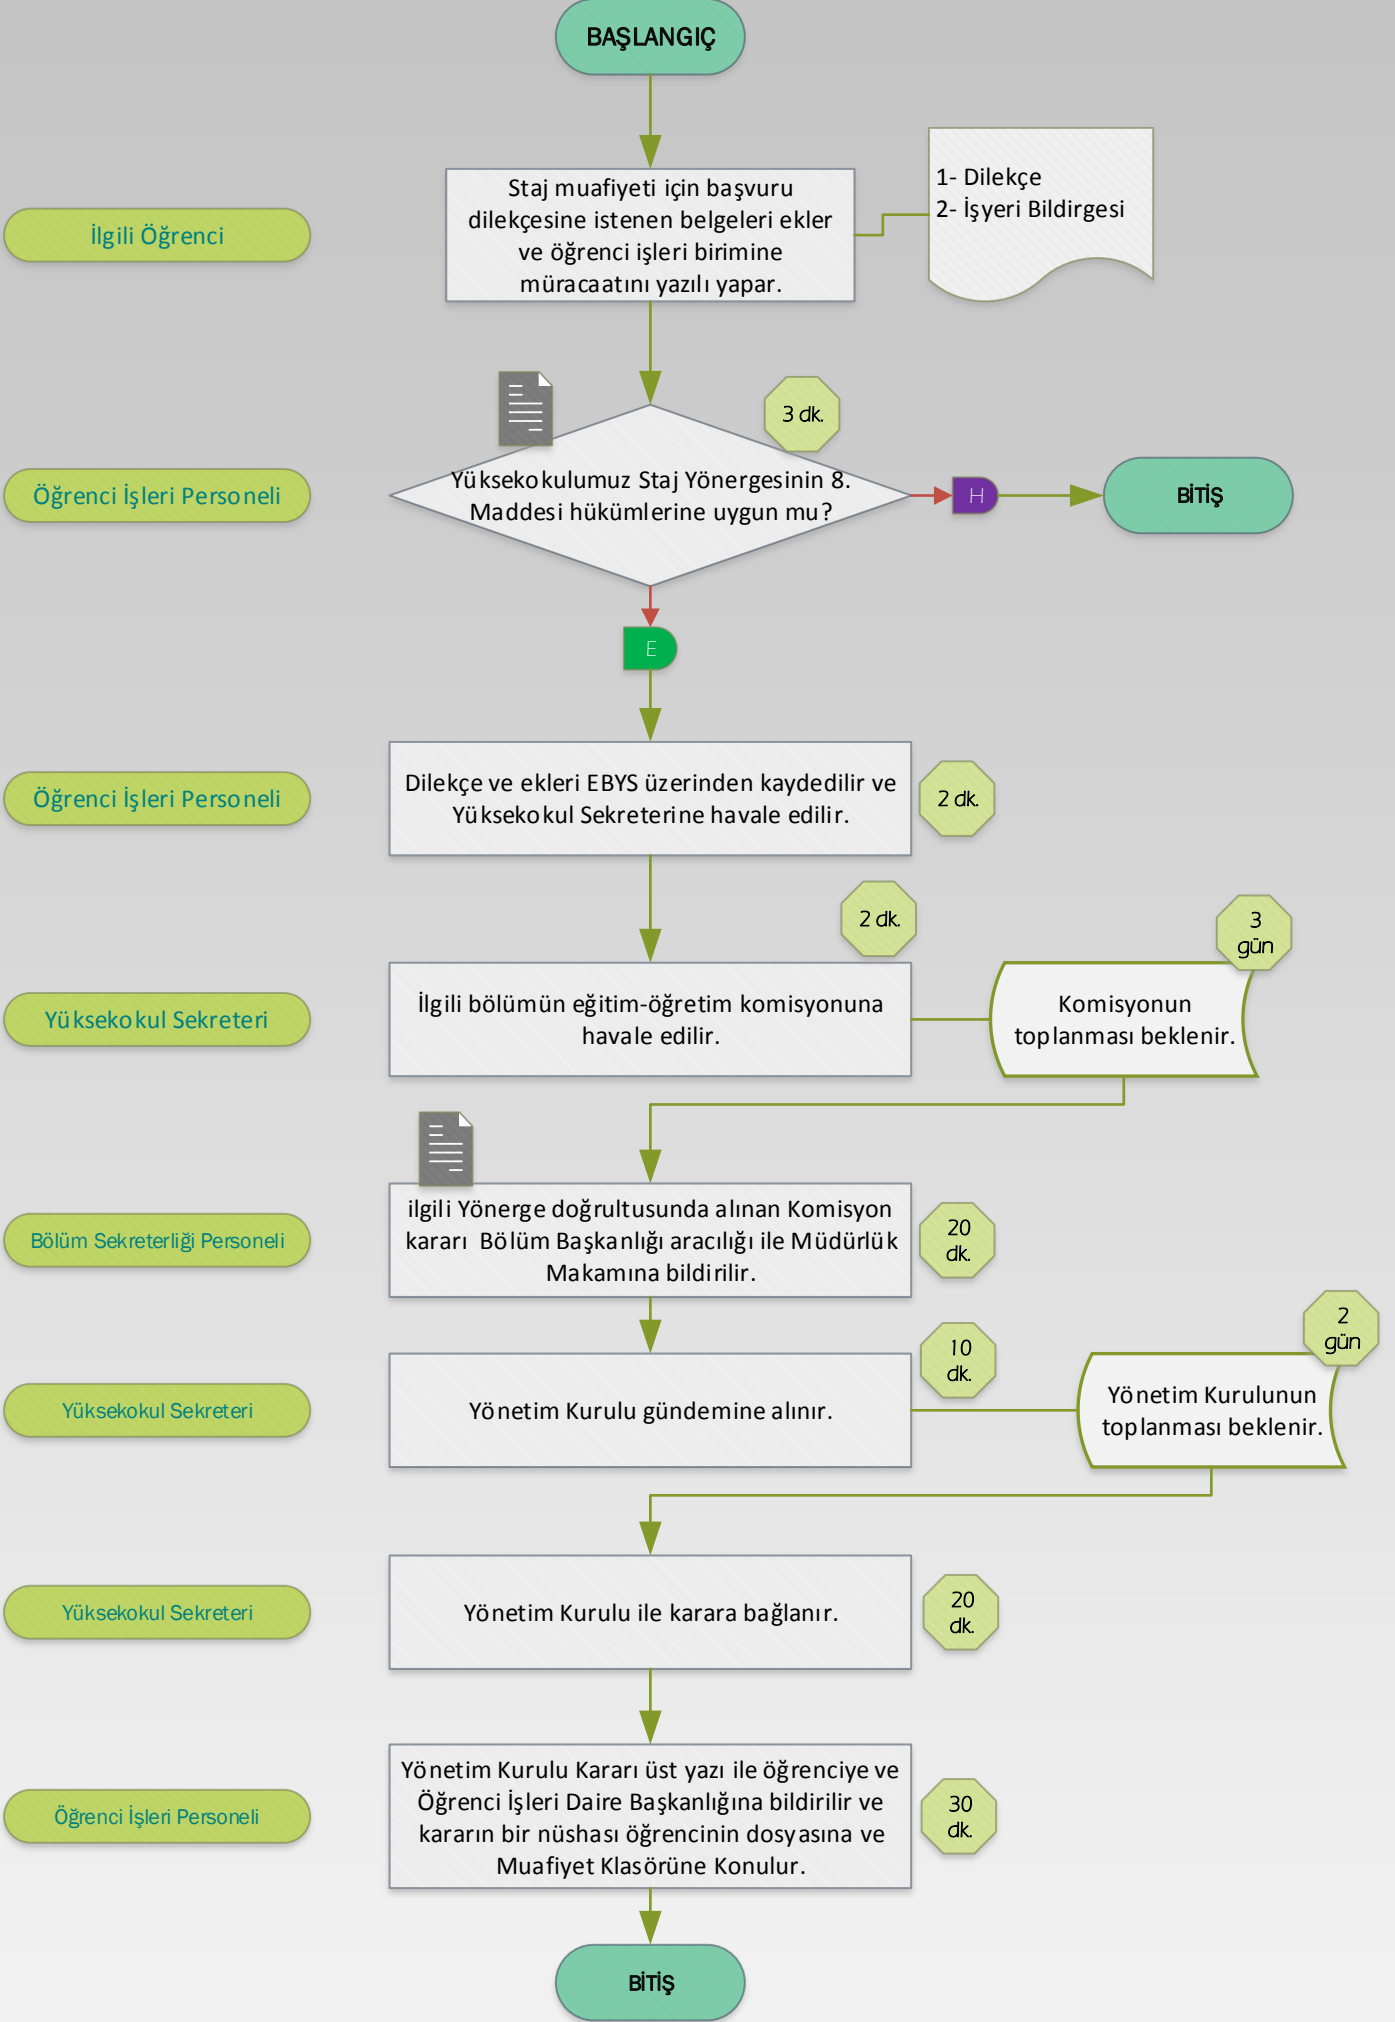 BAŞLANGIÇ
İlgili Öğrenci
Staj muafiyeti için başvuru
dilekçesine istenen belgeleri ekler
ve öğrenci işleri birimine
müracaatını yazılı yapar.
1- Dilekçe
2- İşyeri Bildirgesi
3 dk.
Öğrenci İşleri Personeli
Yüksekokulumuz Staj Yönergesinin 8.
Maddesi hükümlerine uygun mu?
H
BİTİŞ
E
Öğrenci İşleri Personeli
Dilekçe ve ekleri EBYS üzerinden kaydedilir ve
Yüksekokul Sekreterine havale edilir.
2 dk.
2 dk.
3
gün
Yüksekokul Sekreteri
İlgili bölümün eğitim-öğretim komisyonuna
havale edilir.
Komisyonun
toplanması beklenir.
Bölüm Sekreterliği Personeli
ilgili Yönerge doğrultusunda alınan Komisyon
kararı  Bölüm Başkanlığı aracılığı ile Müdürlük
Makamına bildirilir.
20
dk.
10
dk.
2
gün
Yüksekokul Sekreteri
Yönetim Kurulu gündemine alınır.
Yönetim Kurulunun
toplanması beklenir.
Yüksekokul Sekreteri
Yönetim Kurulu ile karara bağlanır.
20
dk.
Öğrenci İşleri Personeli
Yönetim Kurulu Kararı üst yazı ile öğrenciye ve
Öğrenci İşleri Daire Başkanlığına bildirilir ve
kararın bir nüshası öğrencinin dosyasına ve
Muafiyet Klasörüne Konulur.
30
dk.
BİTİŞ